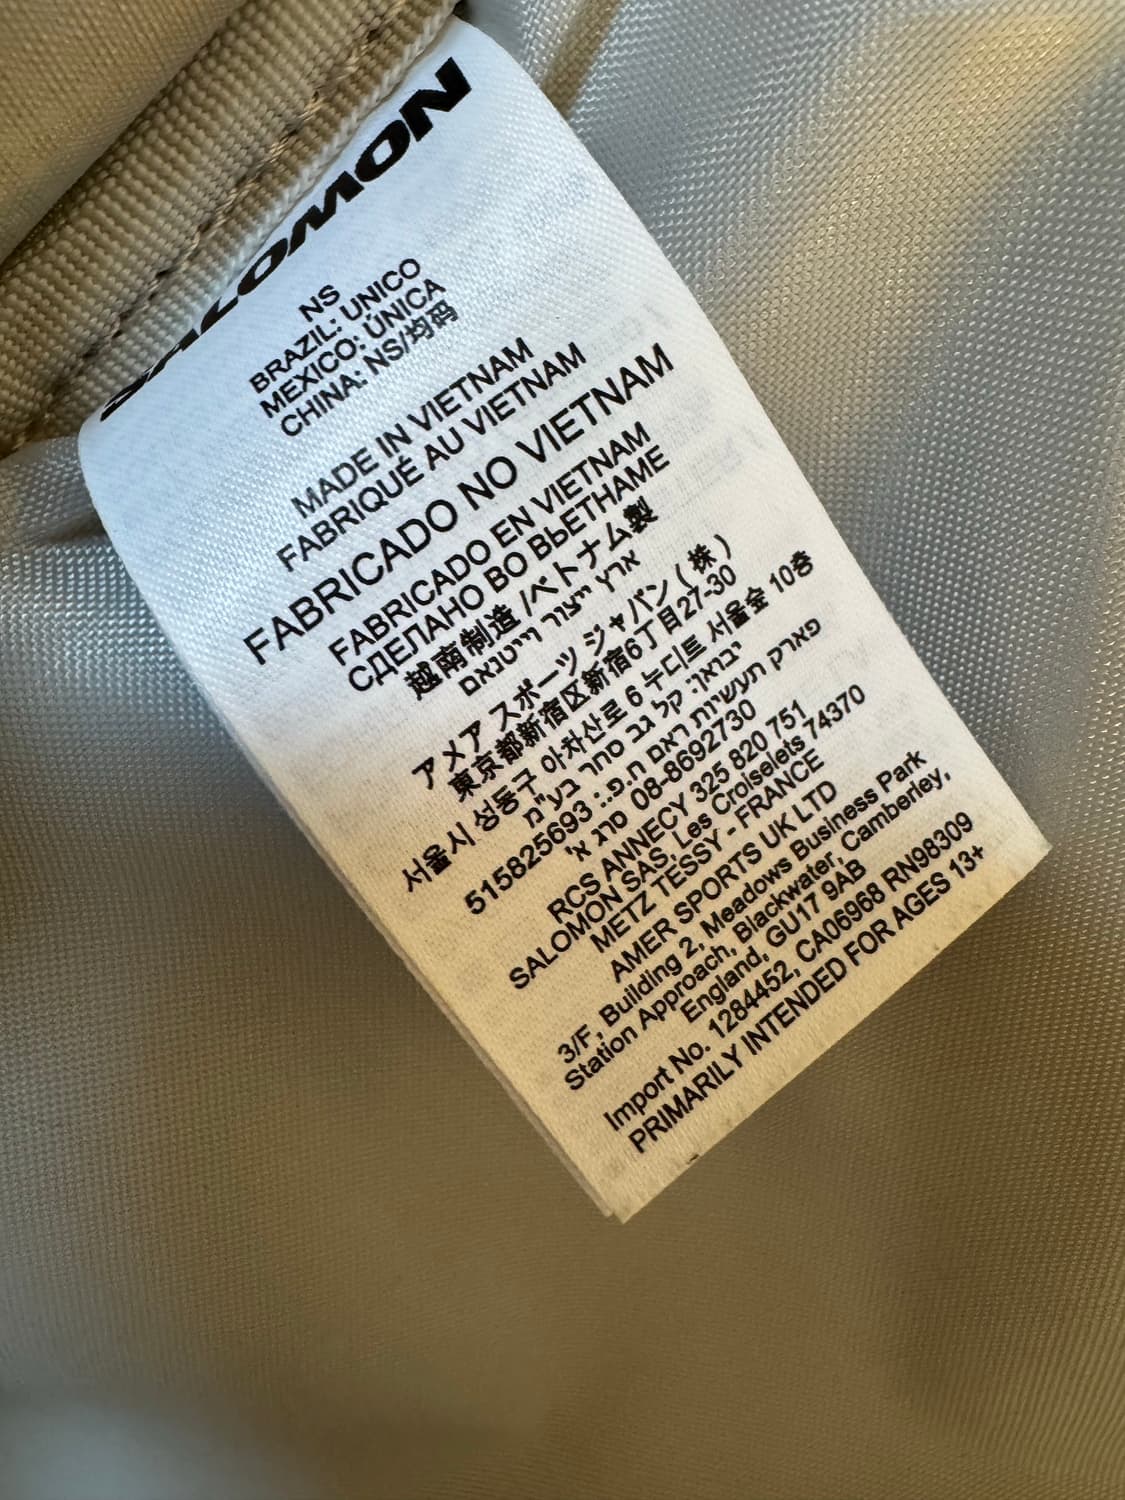 SALOMON
NS
BRAZIL: UNICO
MEXICO: ÚNICA
CHINA: NS/均码
MADE IN VIETNAM
FABRIQUÉ AU VIETNAM
FABRICADO NO VIETNAM
FABRICADO EN VIETNAM
СДЕЛАНО ВО ВЬЕТНАМЕ
越南制造 /ベトナム製
ארץ ייצור וייטנאם
アメア スポーツ ジャパン ( 株 )
東京都新宿区新宿6丁目27-30
서울시 성동구 아차산로 6 누디트 서울숲 10층
יבואן: קל גב סחר בע"מ
515825693 ח.פ.: פארק תעשיות ראם
08-8692730 סרג א'
RCS ANNECY 325 820 751
SALOMON SAS, Les Croiselets 74370
METZ TESSY - FRANCE
AMER SPORTS UK LTD
3/F, Building 2, Meadows Business Park
Station Approach, Blackwater, Camberley,
England, GU17 9AB
Import No. 1284452, CA06968 RN98309
PRIMARILY INTENDED FOR AGES 13+